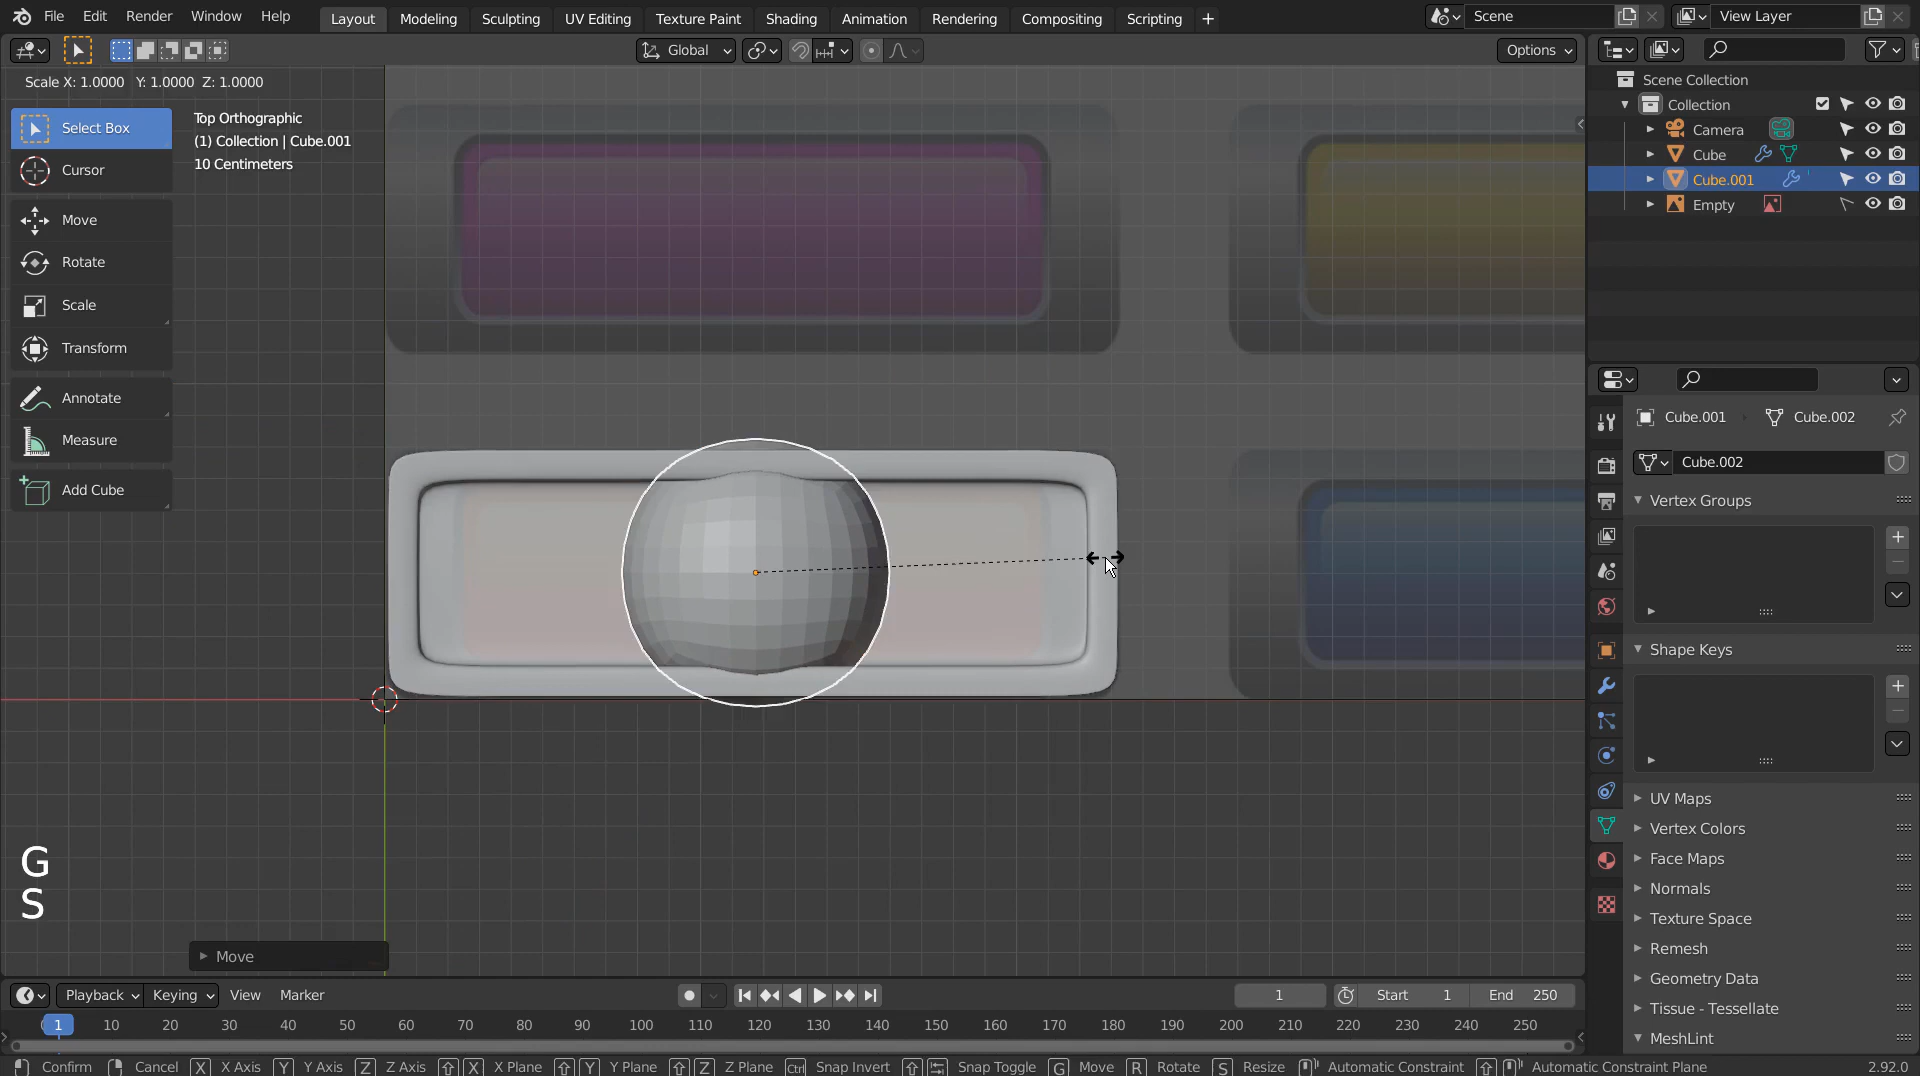 File Edit Render Window Help
Layout Modeling Sculpting UV Editing Texture Paint Shading Animation Rendering Compositing Scripting +
Scene
View Layer
Global
Options
Scale X: 1.0000 Y: 1.0000 Z: 1.0000
Select Box
Cursor
Move
Rotate
Scale
Transform
Annotate
Measure
Add Cube
Top Orthographic
(1) Collection | Cube.001
10 Centimeters
G
S
Move
Scene Collection
Collection
Camera
Cube
Cube.001
Empty
Cube.001 Cube.002
Cube.002
Vertex Groups
Shape Keys
UV Maps
Vertex Colors
Face Maps
Normals
Texture Space
Remesh
Geometry Data
Tissue - Tessellate
MeshLint
Playback Keying View Marker
1
Start 1
End 250
1 10 20 30 40 50 60 70 80 90 100 110 120 130 140 150 160 170 180 190 200 210 220 230 240 250
Confirm Cancel X X Axis Y Y Axis Z Z Axis X X Plane Y Y Plane Z Z Plane Ctrl Snap Invert Snap Toggle G Move R Rotate S Resize Automatic Constraint Automatic Constraint Plane
2.92.0